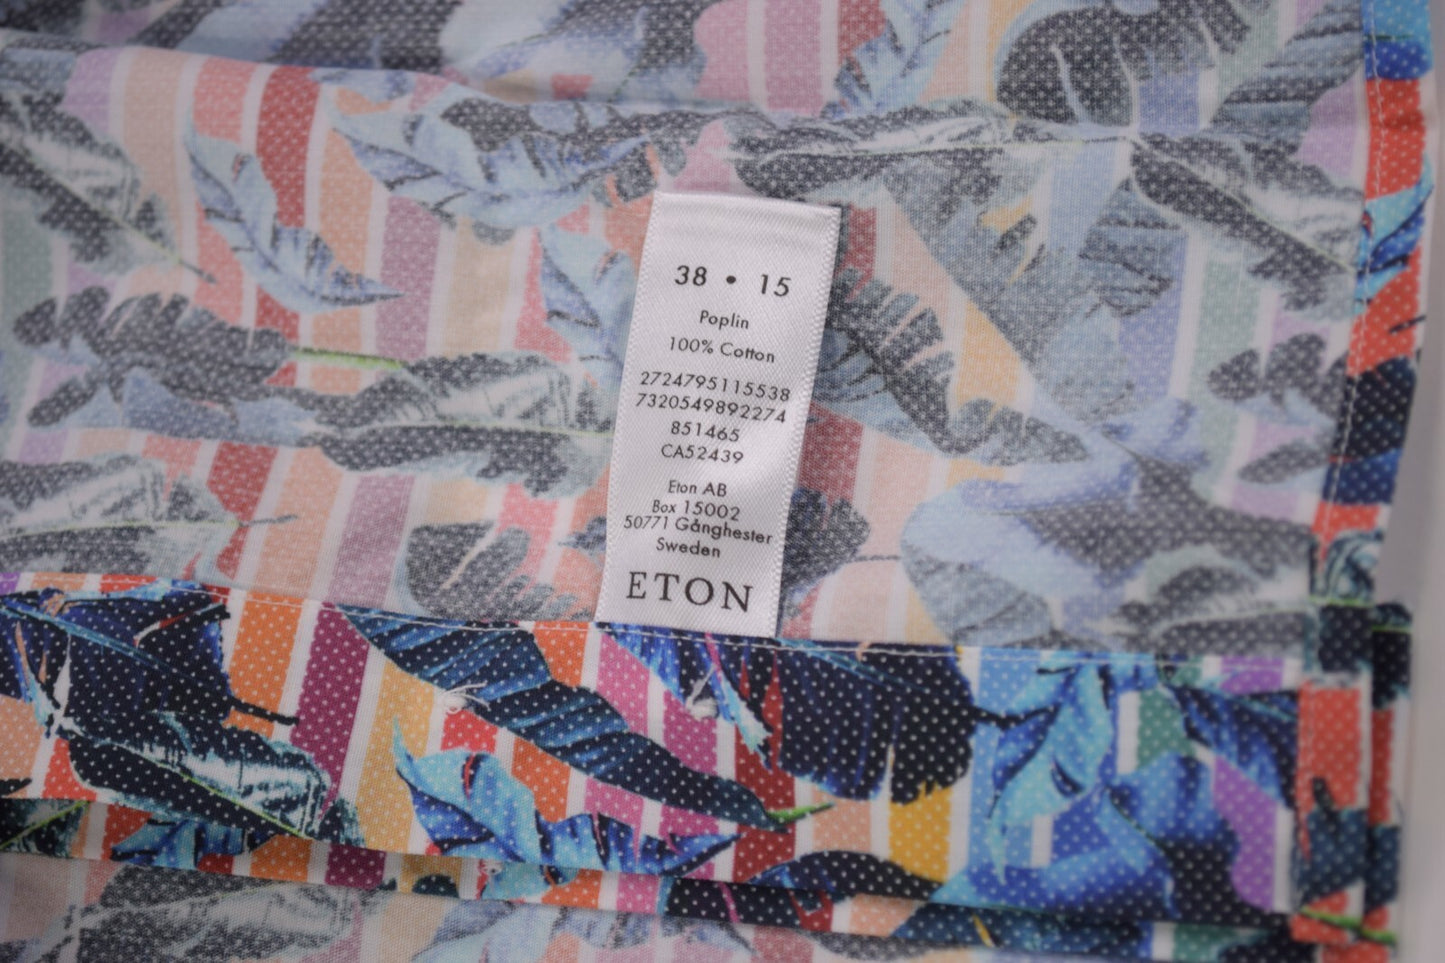 38 • 15
Poplin
100% Cotton
2724795115538
7320549892274
851465
CA52439
Eton AB
Box 15002
50771 Gånghester
Sweden
ETON